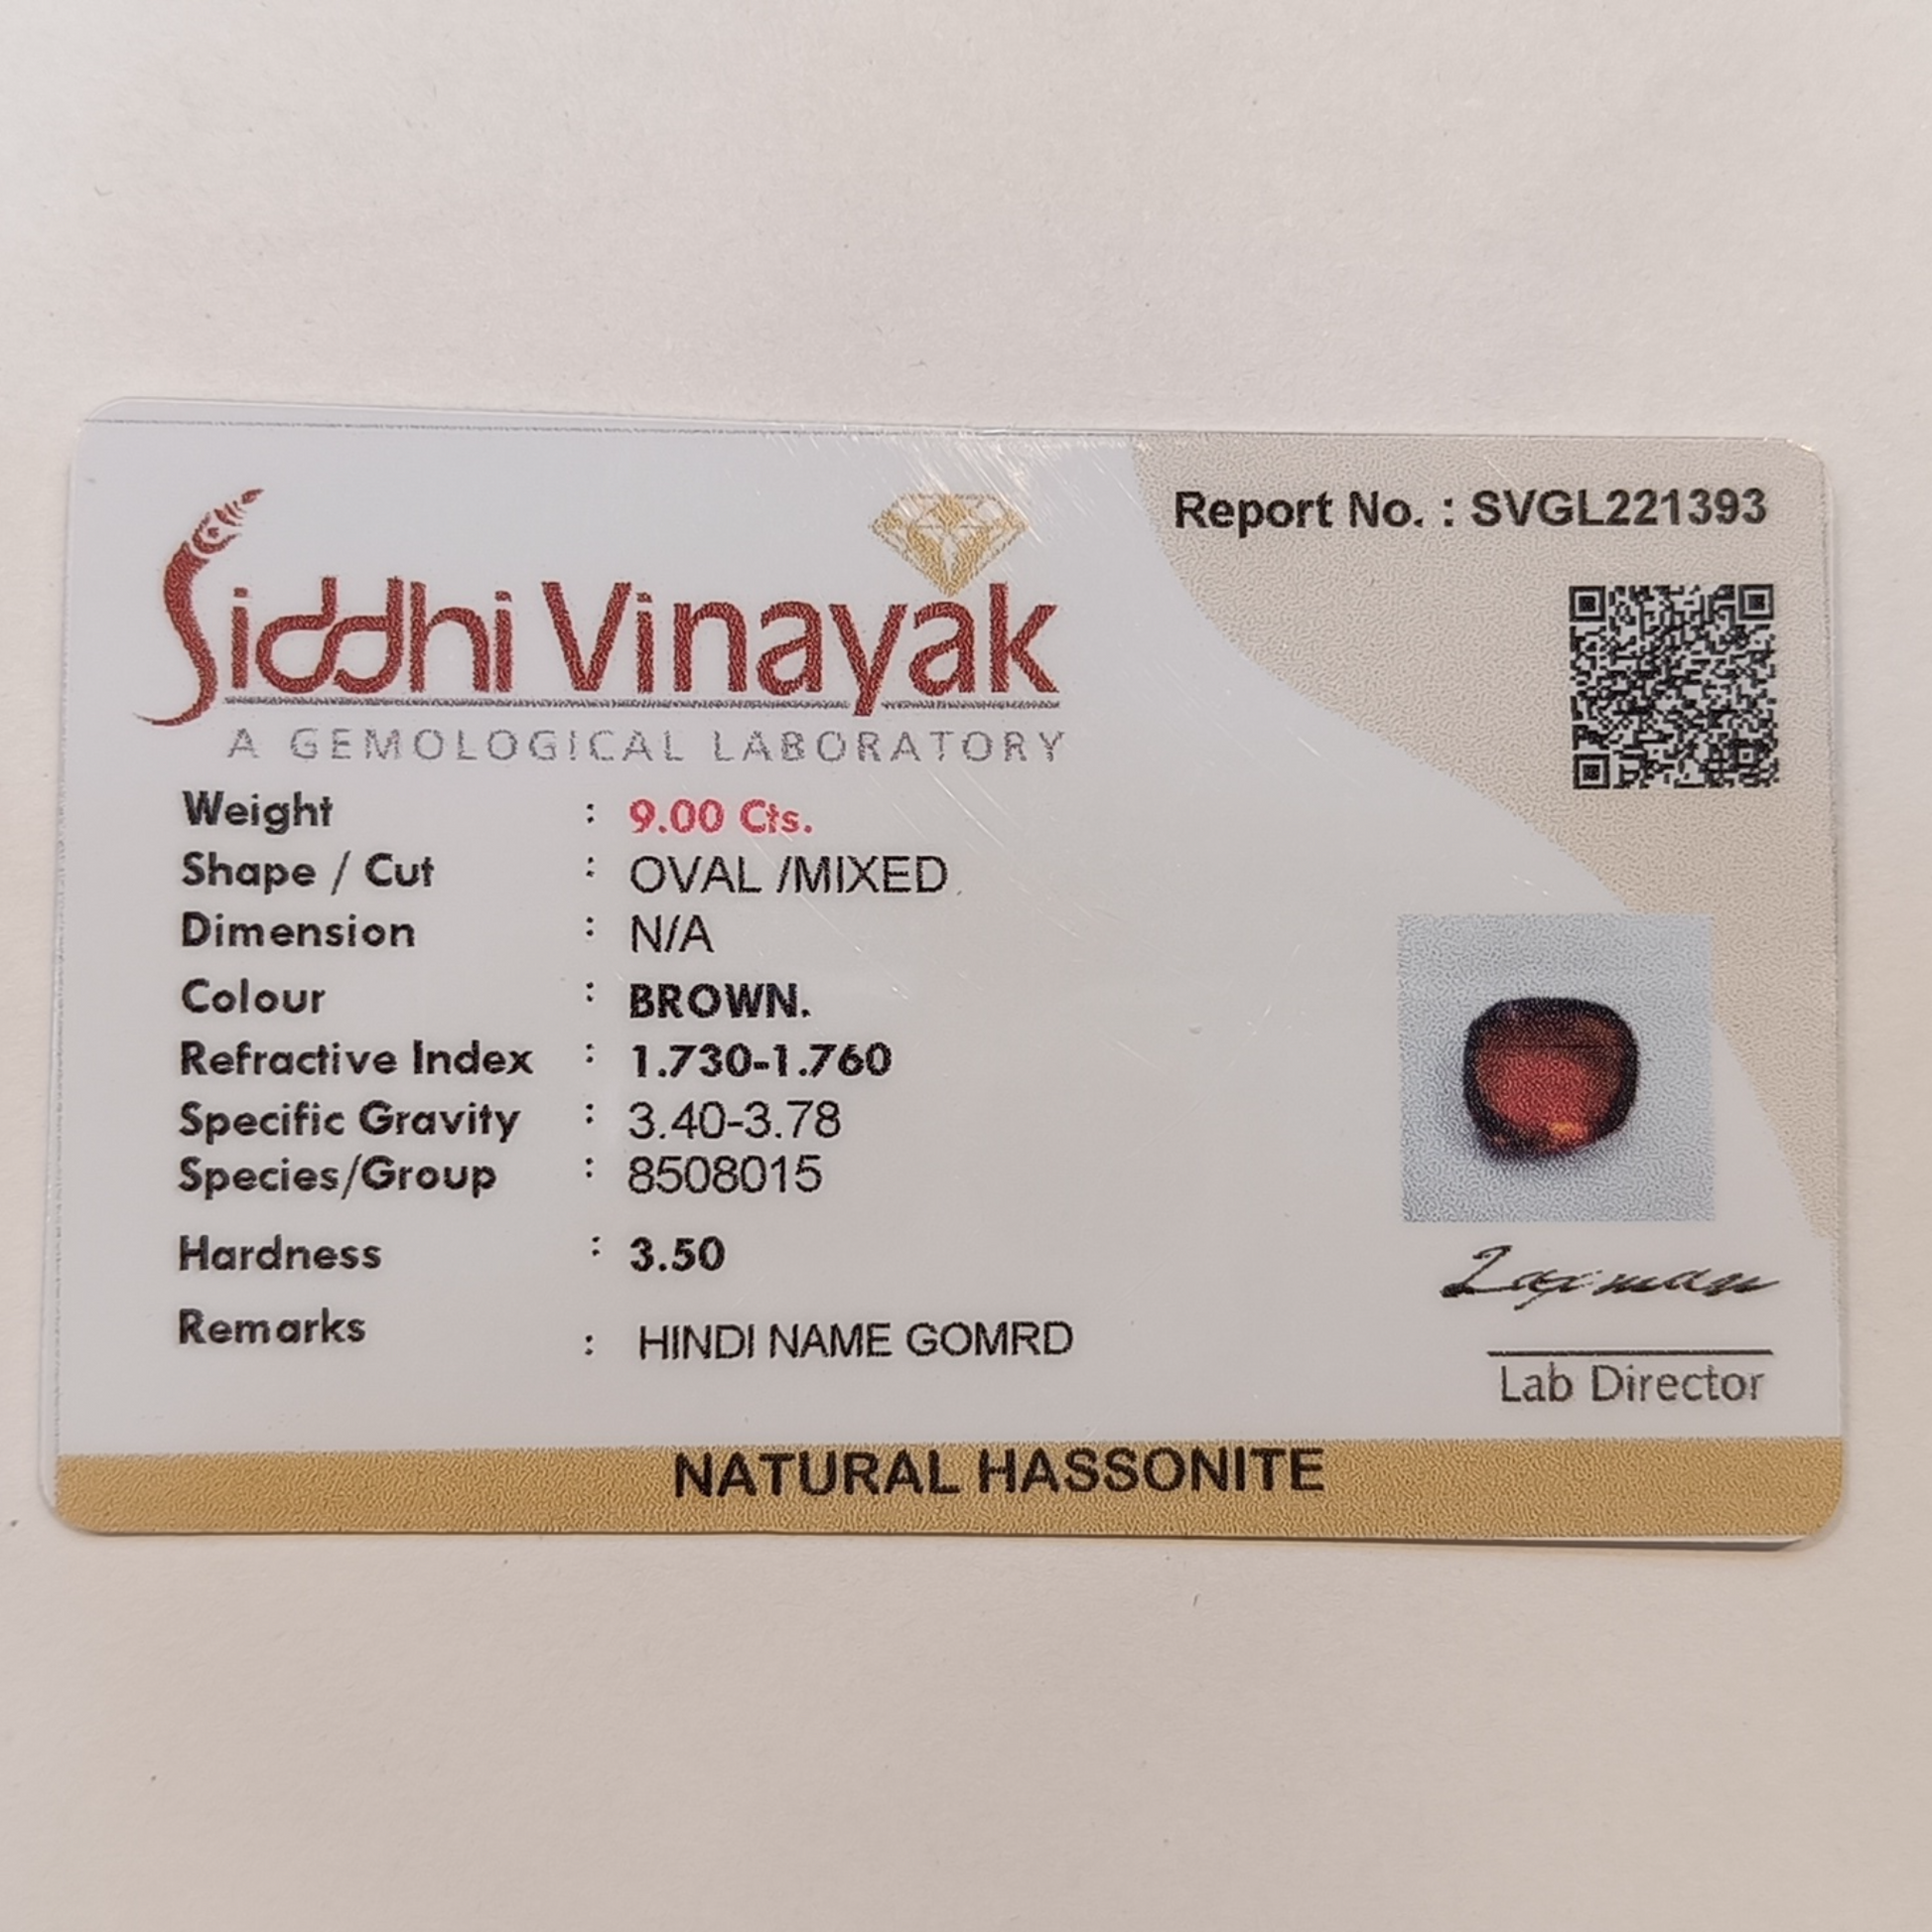 Siddhi Vinayak
A GEMOLOGICAL LABORATORY
Report No. : SVGL221393
Weight : 9.00 Cts.
Shape / Cut : OVAL /MIXED
Dimension : N/A
Colour : BROWN.
Refractive Index : 1.730-1.760
Specific Gravity : 3.40-3.78
Species/Group : 8508015
Hardness : 3.50
Remarks : HINDI NAME GOMRD
Laxman
Lab Director
NATURAL HASSONITE